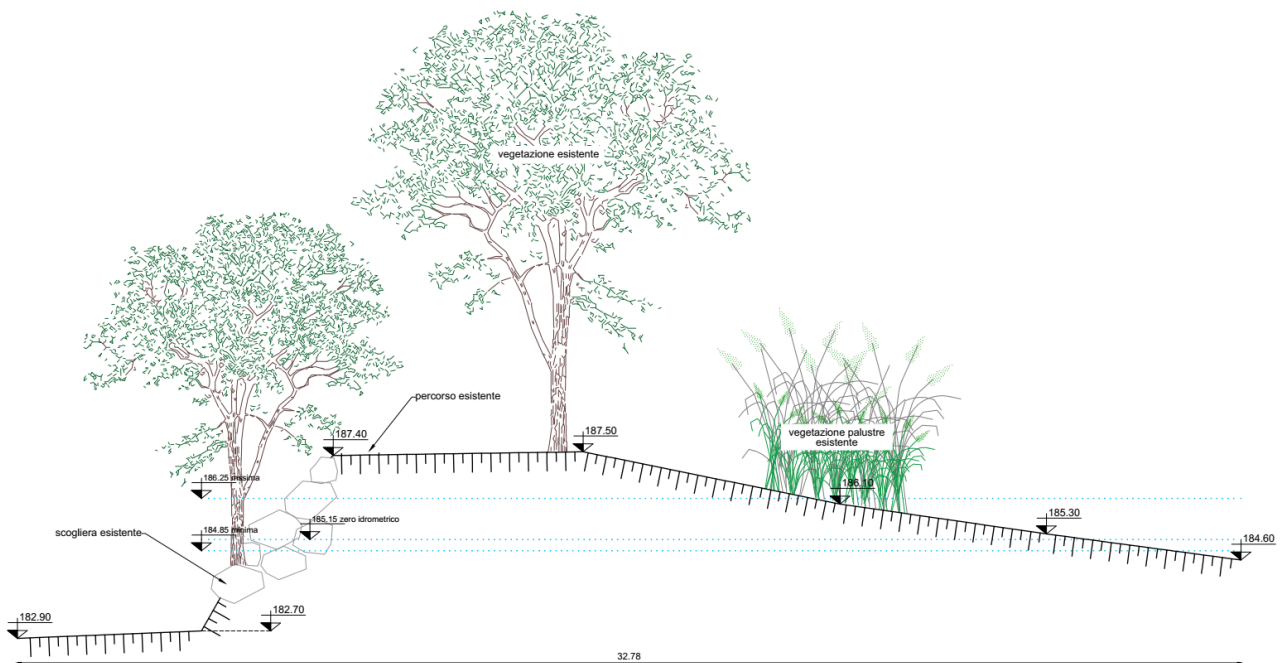 vegetazione esistente
percorso esistente
187.40
187.50
vegetazione palustre
esistente
186.25 massima
186.10
185.15 zero idrometrico
184.85 minima
185.30
scogliera esistente
184.60
182.90
182.70
32.78